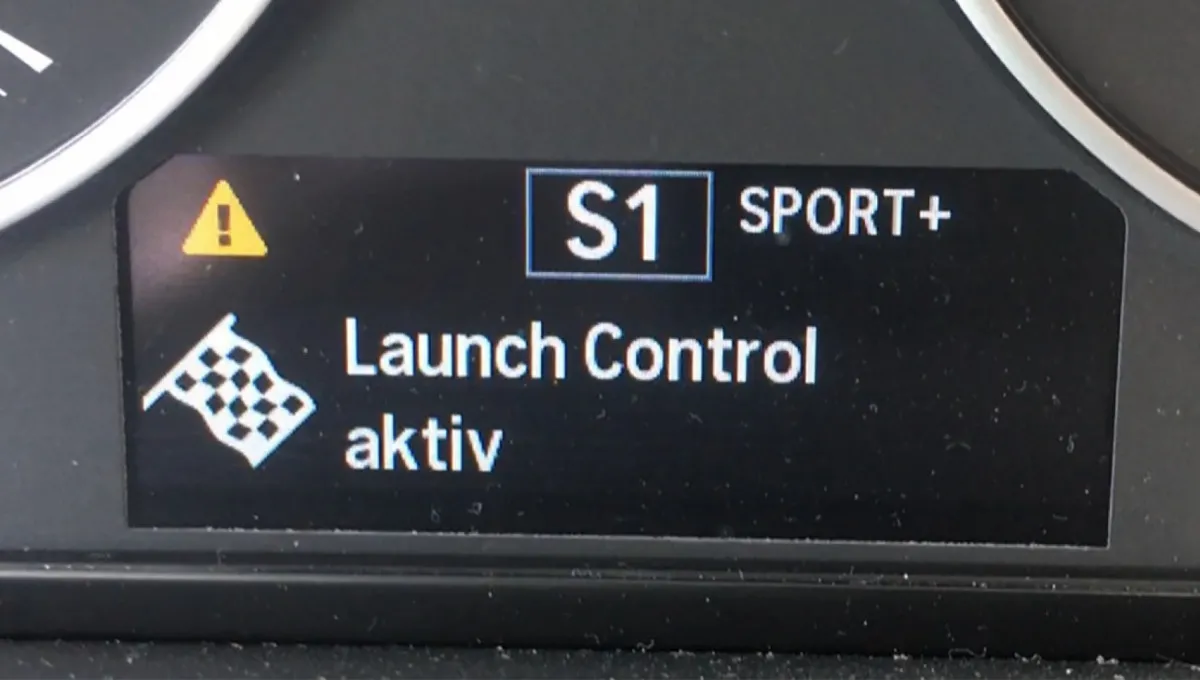 S1 SPORT+
Launch Control
aktiv